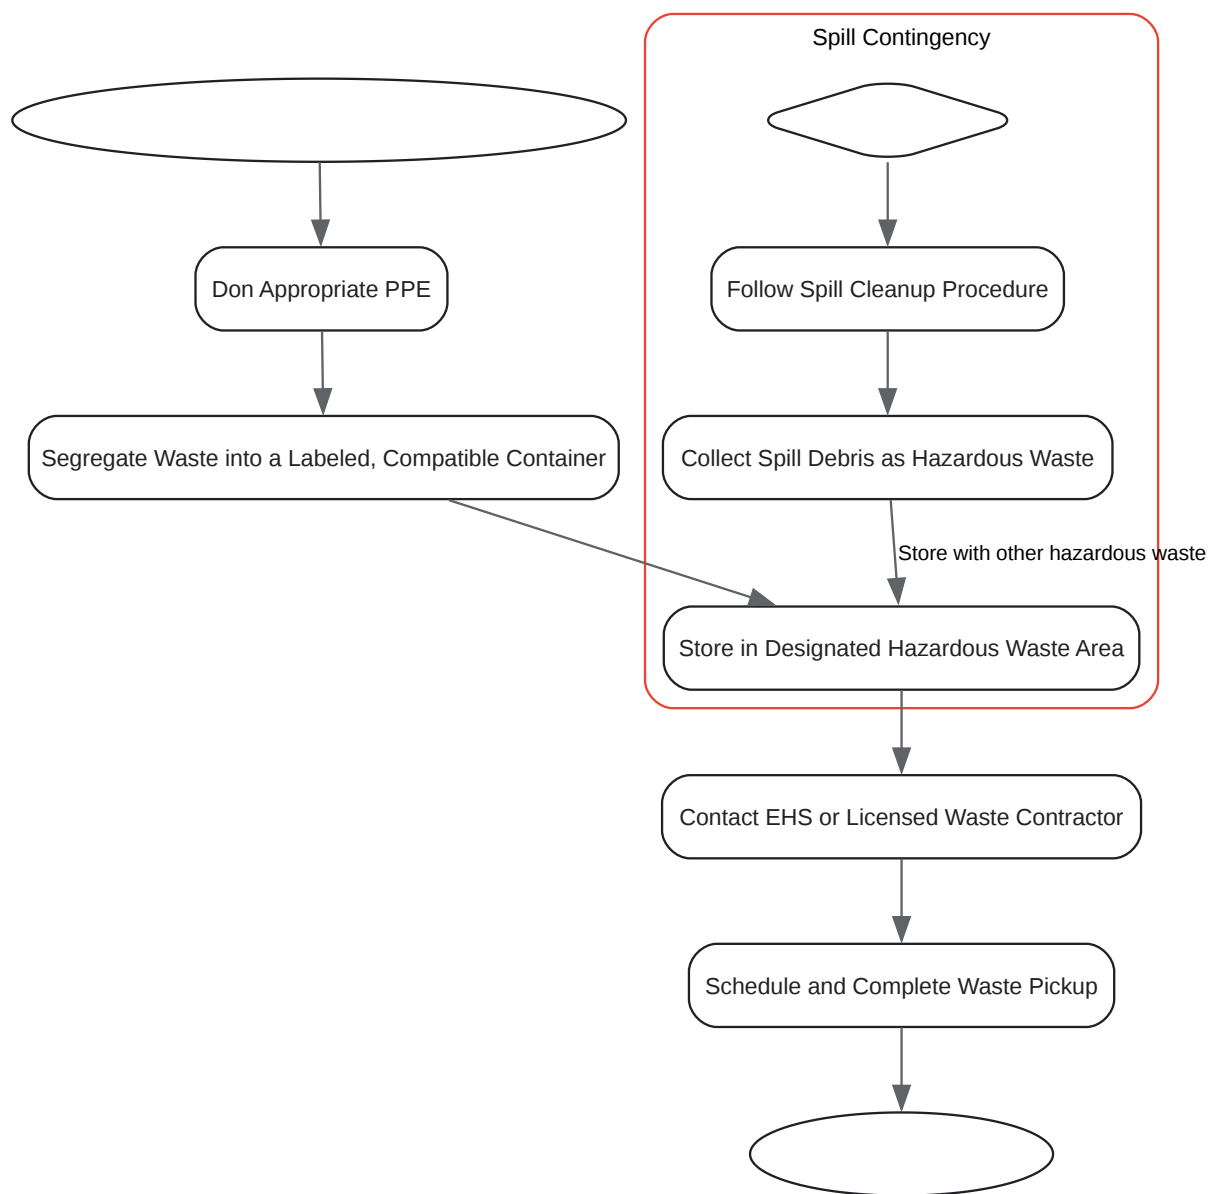 Spill Contingency
Don Appropriate PPE
Follow Spill Cleanup Procedure
Segregate Waste into a Labeled, Compatible Container
Collect Spill Debris as Hazardous Waste
Store with other hazardous waste
Store in Designated Hazardous Waste Area
Contact EHS or Licensed Waste Contractor
Schedule and Complete Waste Pickup